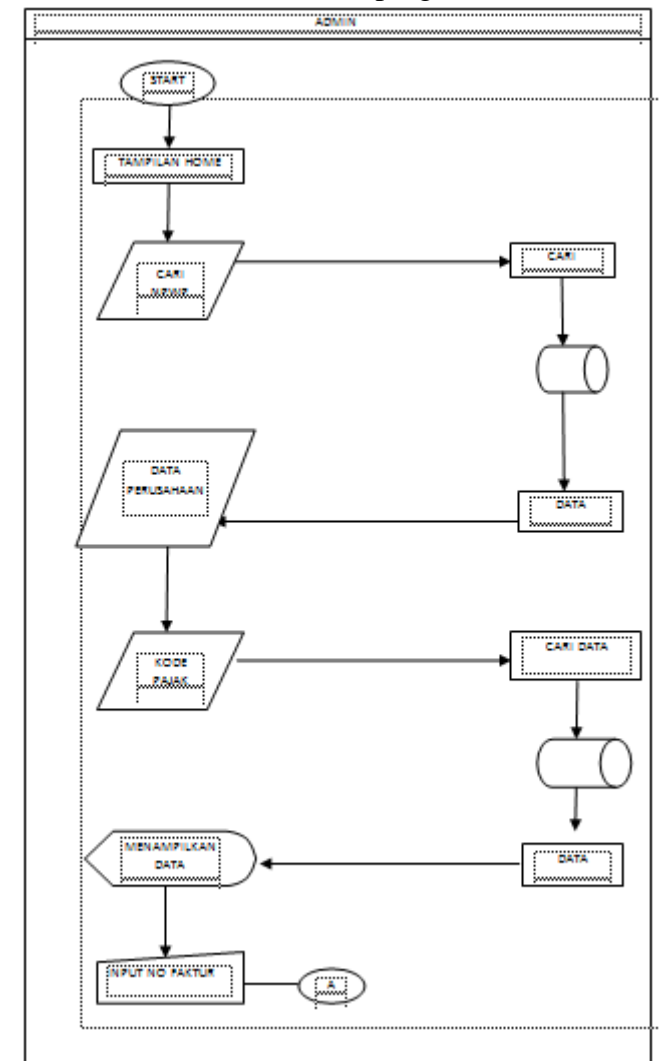 ADMIN
START
TAMPILAN HOME
CARI
NPWP
CARI
DATA
PERUSAHAAN
DATA
KODE
PAJAK
CARI DATA
MENAMPILKAN
DATA
DATA
INPUT NO FAKTUR
A